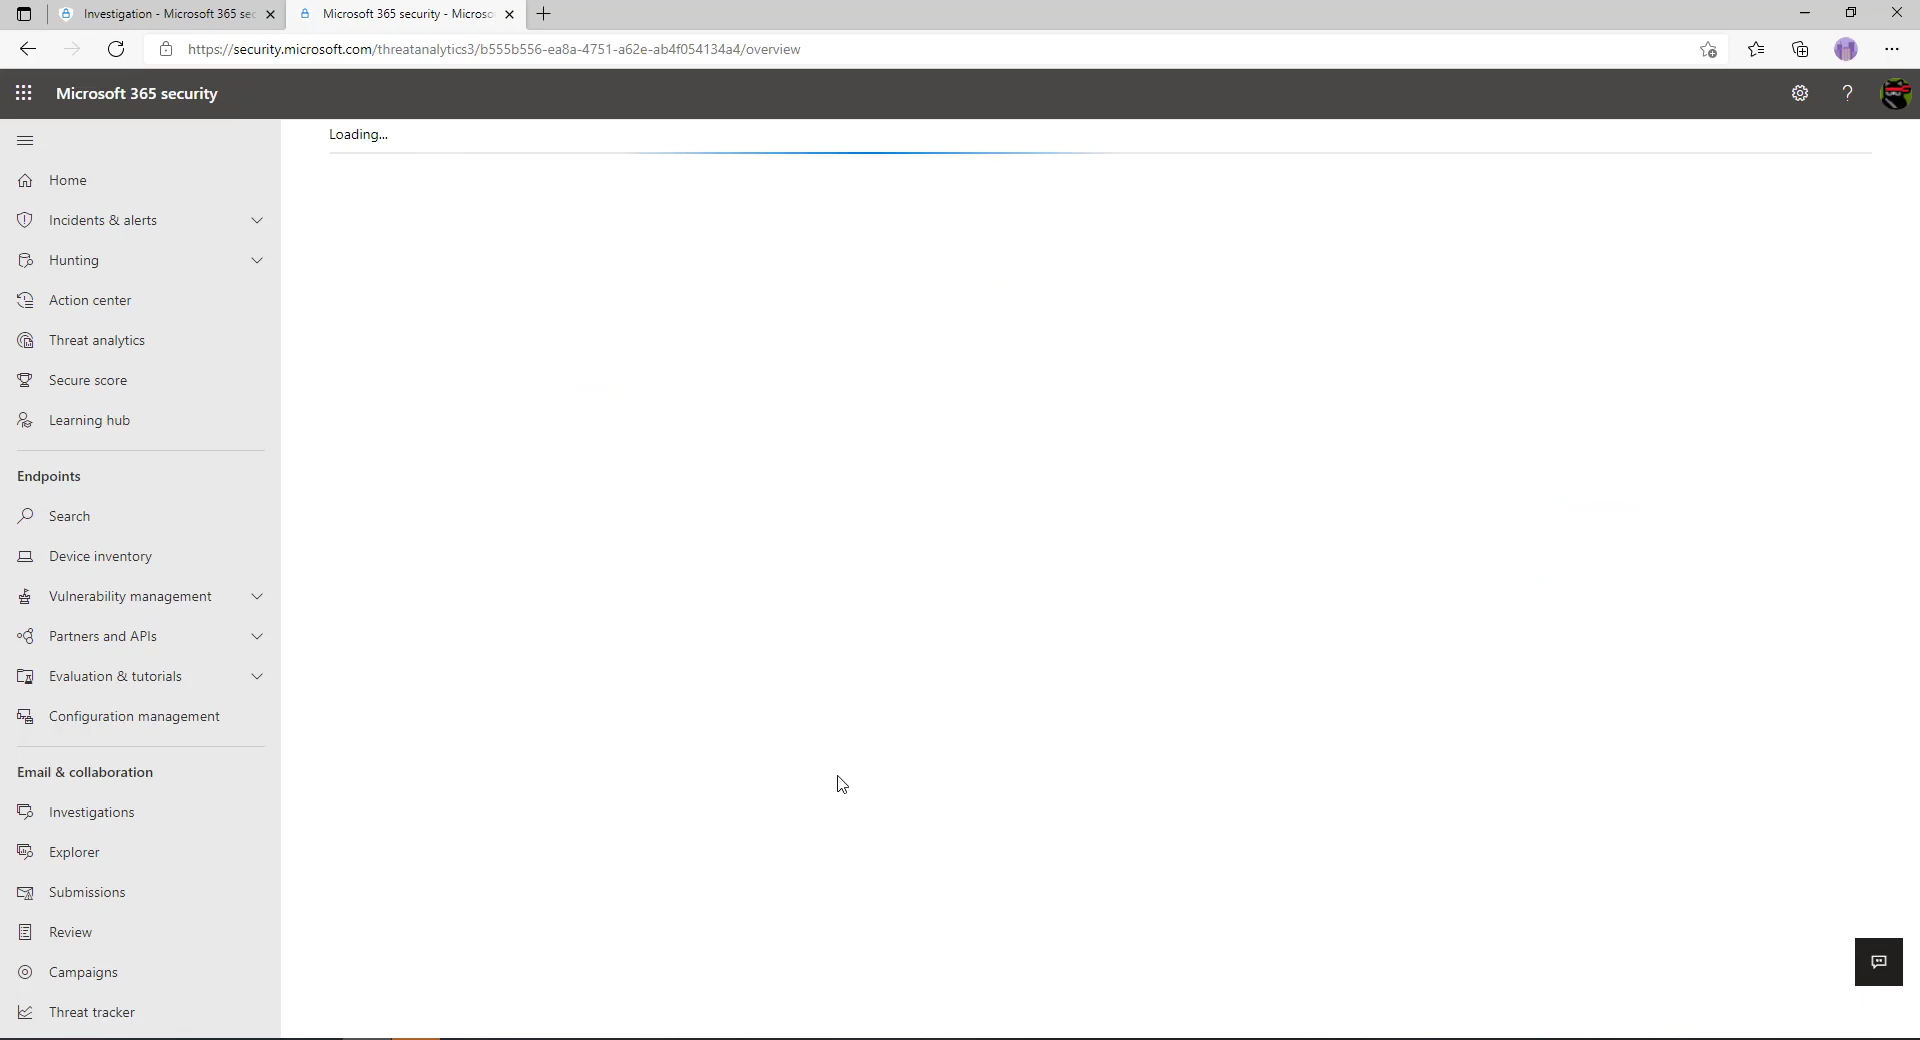 Investigation - Microsoft 365 sec
Microsoft 365 security - Microso
https://security.microsoft.com/threatanalytics3/b555b556-ea8a-4751-a62e-ab4f054134a4/overview
Microsoft 365 security
Loading...
Home
Incidents & alerts
Hunting
Action center
Threat analytics
Secure score
Learning hub
Endpoints
Search
Device inventory
Vulnerability management
Partners and APIs
Evaluation & tutorials
Configuration management
Email & collaboration
Investigations
Explorer
Submissions
Review
Campaigns
Threat tracker